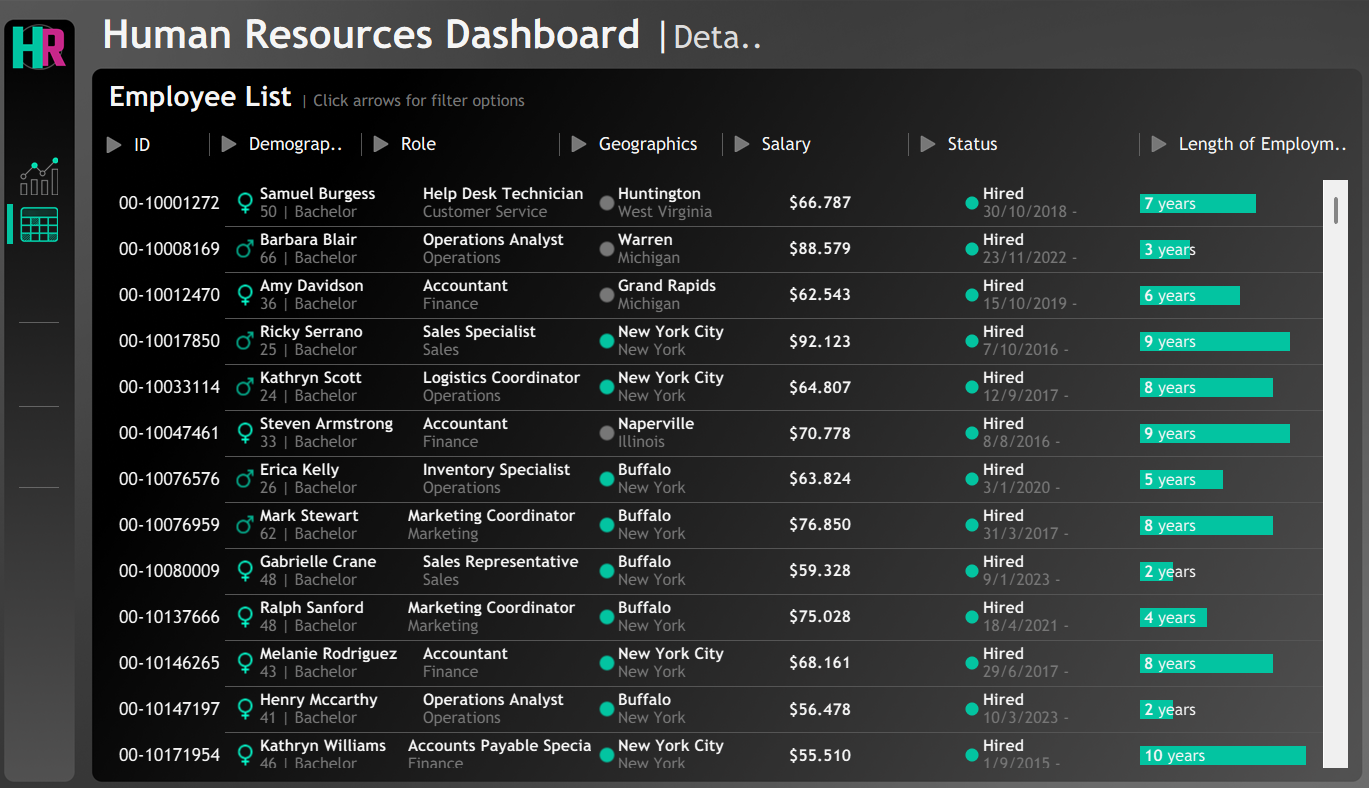 HR
Human Resources Dashboard | Deta..
Employee List | Click arrows for filter options
ID Demograp.. Role Geographics Salary Status Length of Employm..
00-10001272 Samuel Burgess Help Desk Technician Huntington $66.787 Hired 7 years
50 | Bachelor Customer Service West Virginia 30/10/2018 -
00-10008169 Barbara Blair Operations Analyst Warren $88.579 Hired 3 years
66 | Bachelor Operations Michigan 23/11/2022 -
00-10012470 Amy Davidson Accountant Grand Rapids $62.543 Hired 6 years
36 | Bachelor Finance Michigan 15/10/2019 -
00-10017850 Ricky Serrano Sales Specialist New York City $92.123 Hired 9 years
25 | Bachelor Sales New York 7/10/2016 -
00-10033114 Kathryn Scott Logistics Coordinator New York City $64.807 Hired 8 years
24 | Bachelor Operations New York 12/9/2017 -
00-10047461 Steven Armstrong Accountant Naperville $70.778 Hired 9 years
33 | Bachelor Finance Illinois 8/8/2016 -
00-10076576 Erica Kelly Inventory Specialist Buffalo $63.824 Hired 5 years
26 | Bachelor Operations New York 3/1/2020 -
00-10076959 Mark Stewart Marketing Coordinator Buffalo $76.850 Hired 8 years
62 | Bachelor Marketing New York 31/3/2017 -
00-10080009 Gabrielle Crane Sales Representative Buffalo $59.328 Hired 2 years
48 | Bachelor Sales New York 9/1/2023 -
00-10137666 Ralph Sanford Marketing Coordinator Buffalo $75.028 Hired 4 years
48 | Bachelor Marketing New York 18/4/2021 -
00-10146265 Melanie Rodriguez Accountant New York City $68.161 Hired 8 years
43 | Bachelor Finance New York 29/6/2017 -
00-10147197 Henry Mccarthy Operations Analyst Buffalo $56.478 Hired 2 years
41 | Bachelor Operations New York 10/3/2023 -
00-10171954 Kathryn Williams Accounts Payable Specia New York City $55.510 Hired 10 years
46 | Bachelor Finance New York 1/9/2015 -